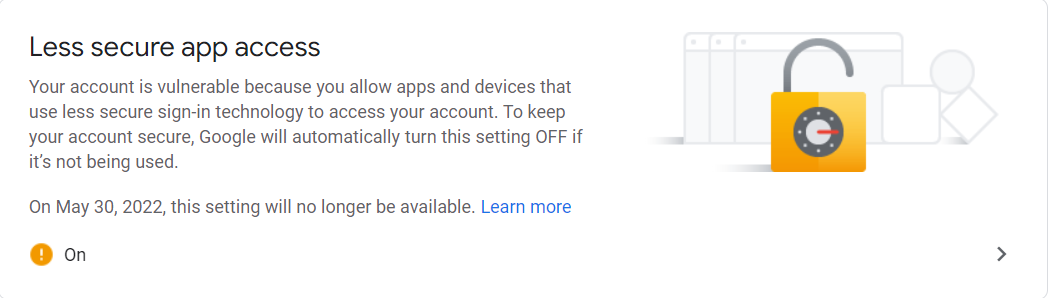 Less secure app access
Your account is vulnerable because you allow apps and devices that
use less secure sign-in technology to access your account. To keep
your account secure, Google will automatically turn this setting OFF if
it’s not being used.
On May 30, 2022, this setting will no longer be available. Learn more
On